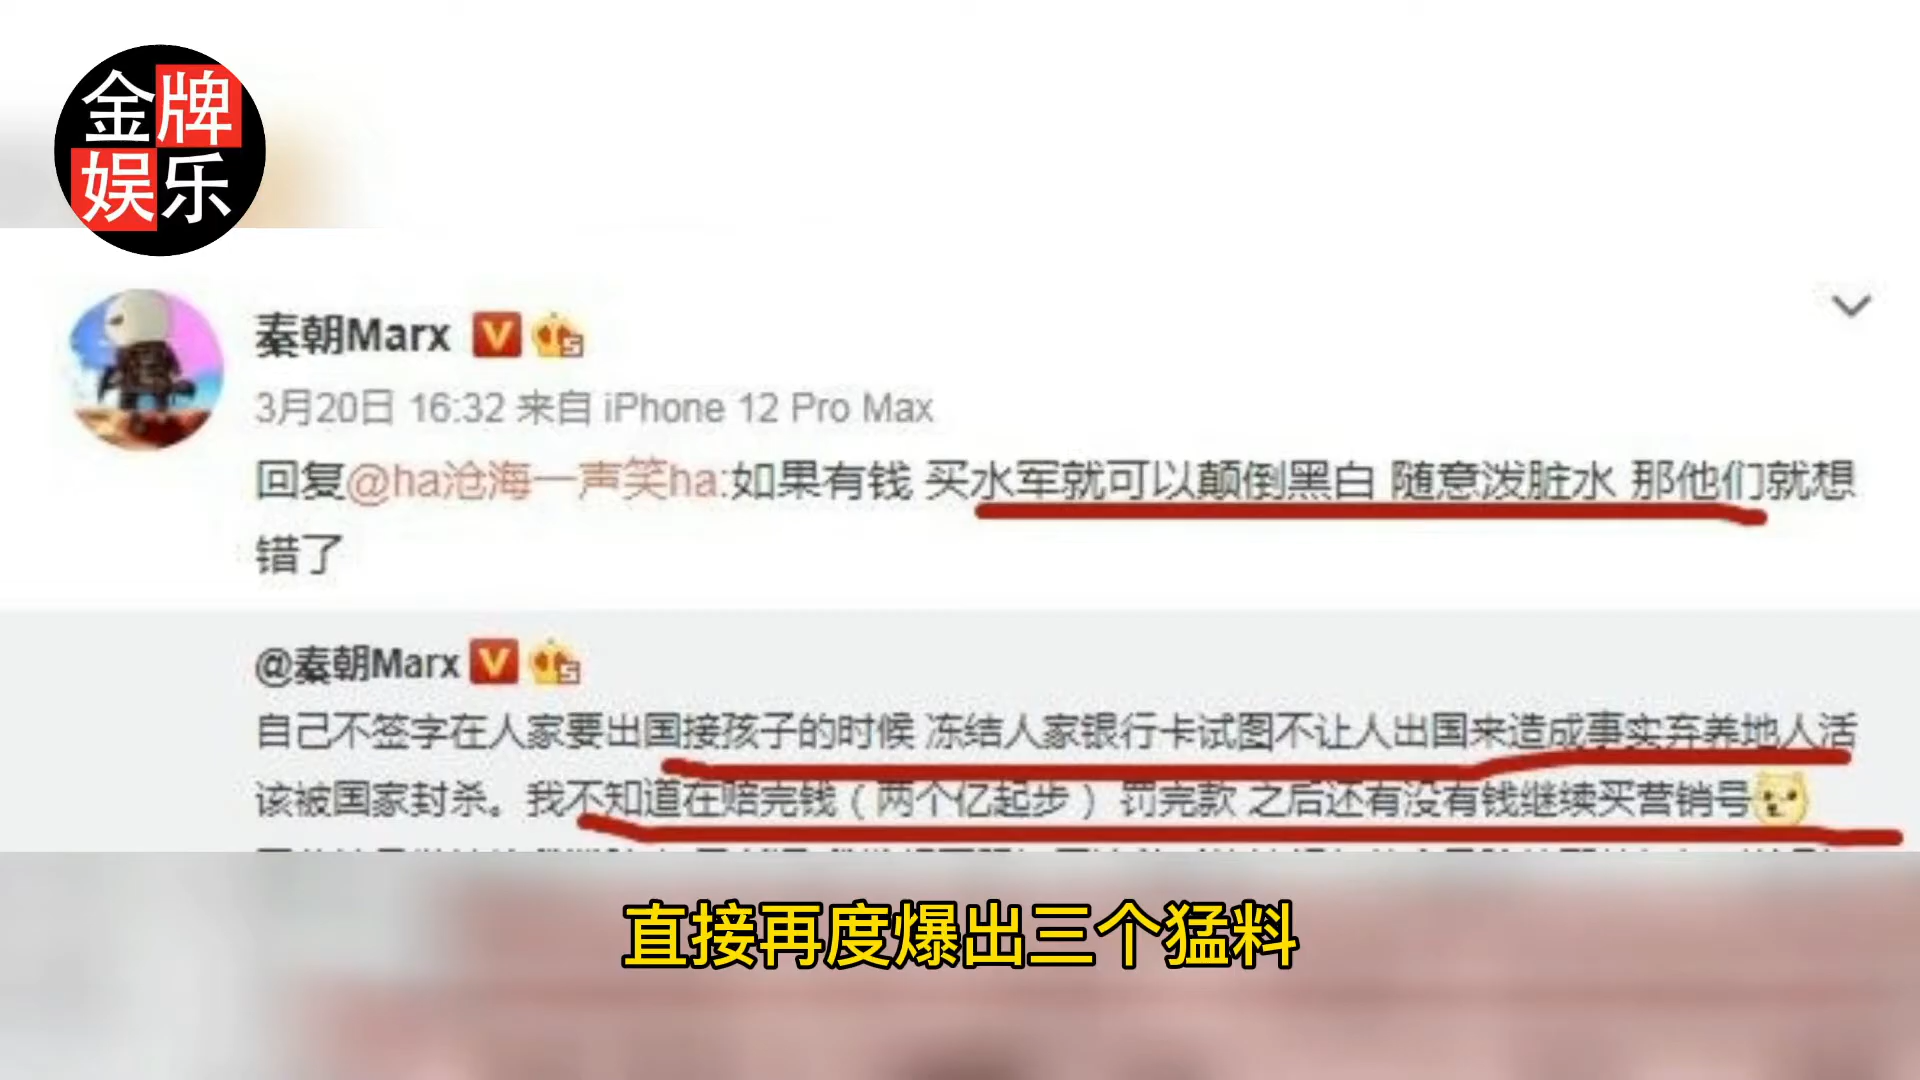 金牌
娱乐
秦朝Marx
3月20日 16:32 来自 iPhone 12 Pro Max
回复@ha沧海一声笑ha:如果有钱 买水军就可以颠倒黑白 随意泼脏水 那他们就想
错了
@秦朝Marx
自己不签字在人家要出国接孩子的时候 冻结人家银行卡试图不让人出国来造成事实弃养地人活
该被国家封杀。我不知道在赔完钱（两个亿起步） 罚完款 之后还有没有钱继续买营销号
直接再度爆出三个猛料